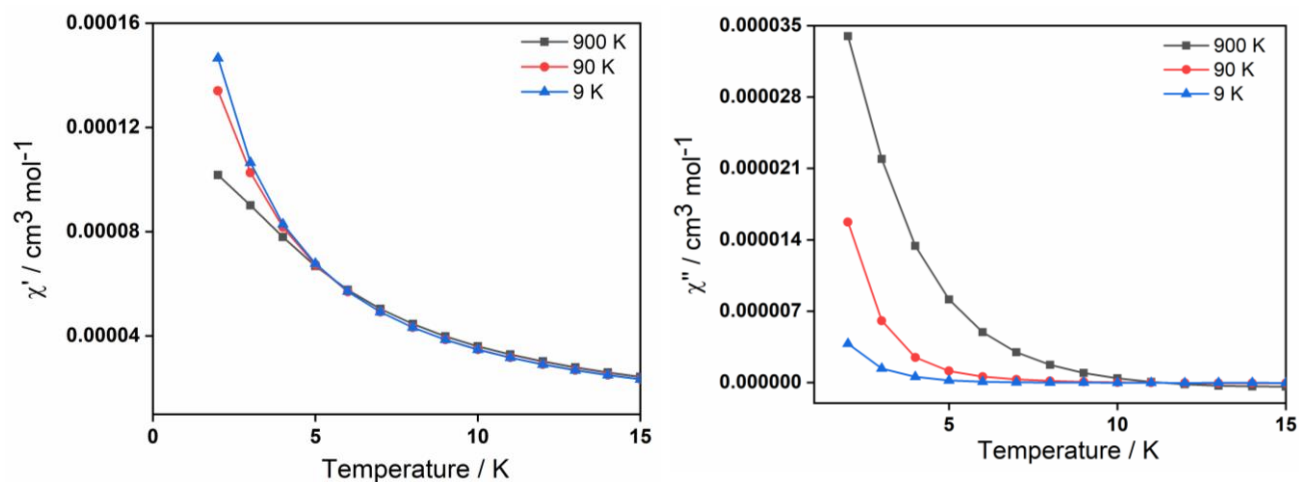 0.00016
0.00012
0.00008
0.00004
χ' / cm³ mol⁻¹
900 K
90 K
9 K
0 5 10 15
Temperature / K
0.000035
0.000028
0.000021
0.000014
0.000007
0.000000
χ'' / cm³ mol⁻¹
900 K
90 K
9 K
5 10 15
Temperature / K